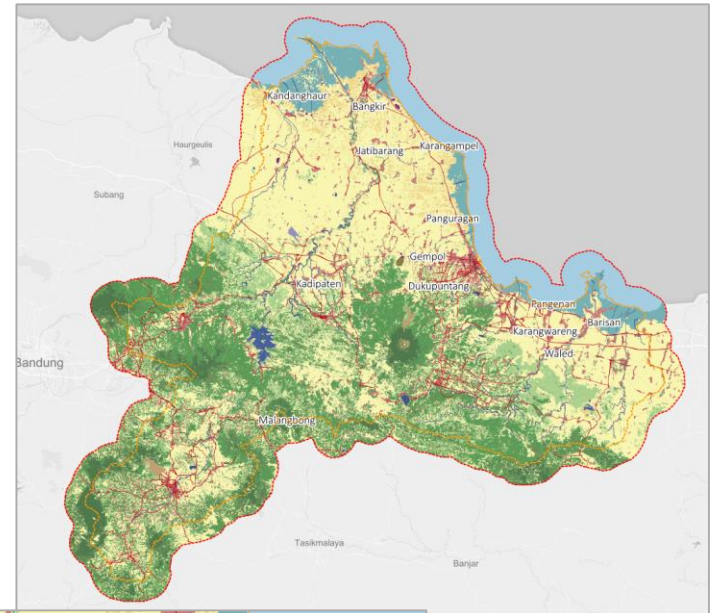 Kandanghaur
Bangkir
Haurgeulis
Jatibarang
Karangampel
Subang
Panguragan
Gempol
Kadipaten
Dukupuntang
Pangenan
Barisan
Karangwareng
Waled
Bandung
Malangbong
Tasikmalaya
Banjar